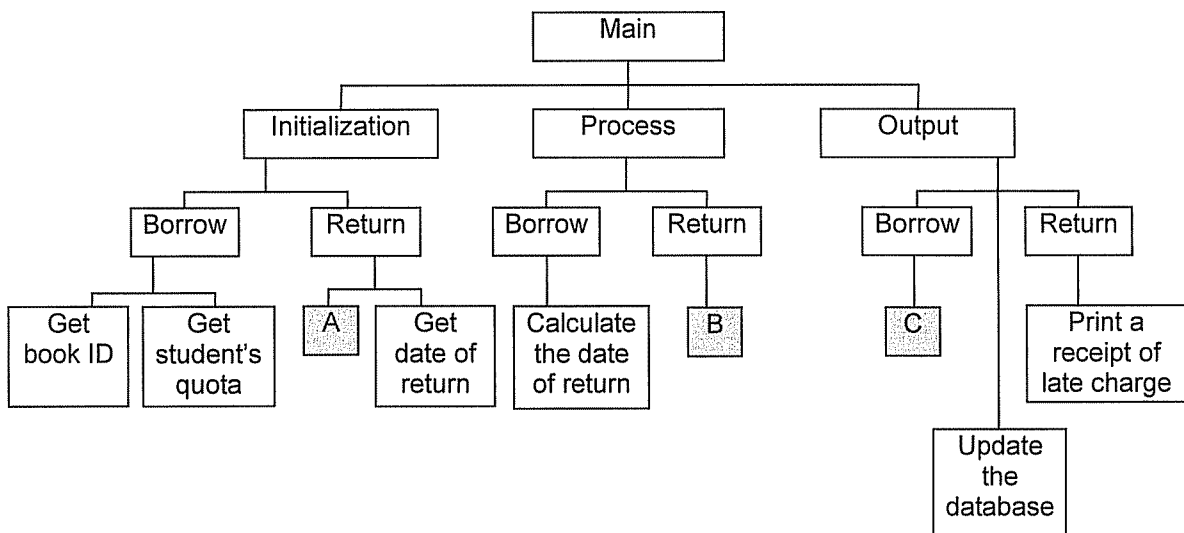 Main
Initialization
Process
Output
Borrow
Return
Borrow
Return
Borrow
Return
Get
book ID
Get
student's
quota
A
Get
date of
return
Calculate
the date
of return
B
C
Print a
receipt of
late charge
Update
the
database